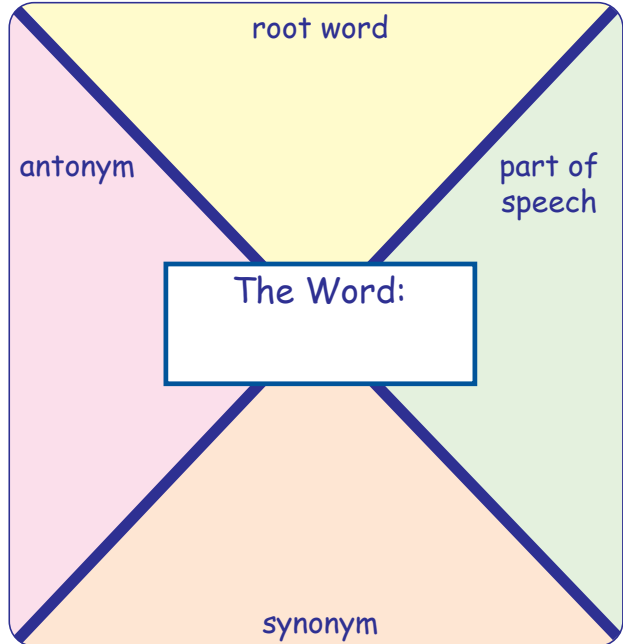 root word
antonym
part of
speech
The Word:
synonym